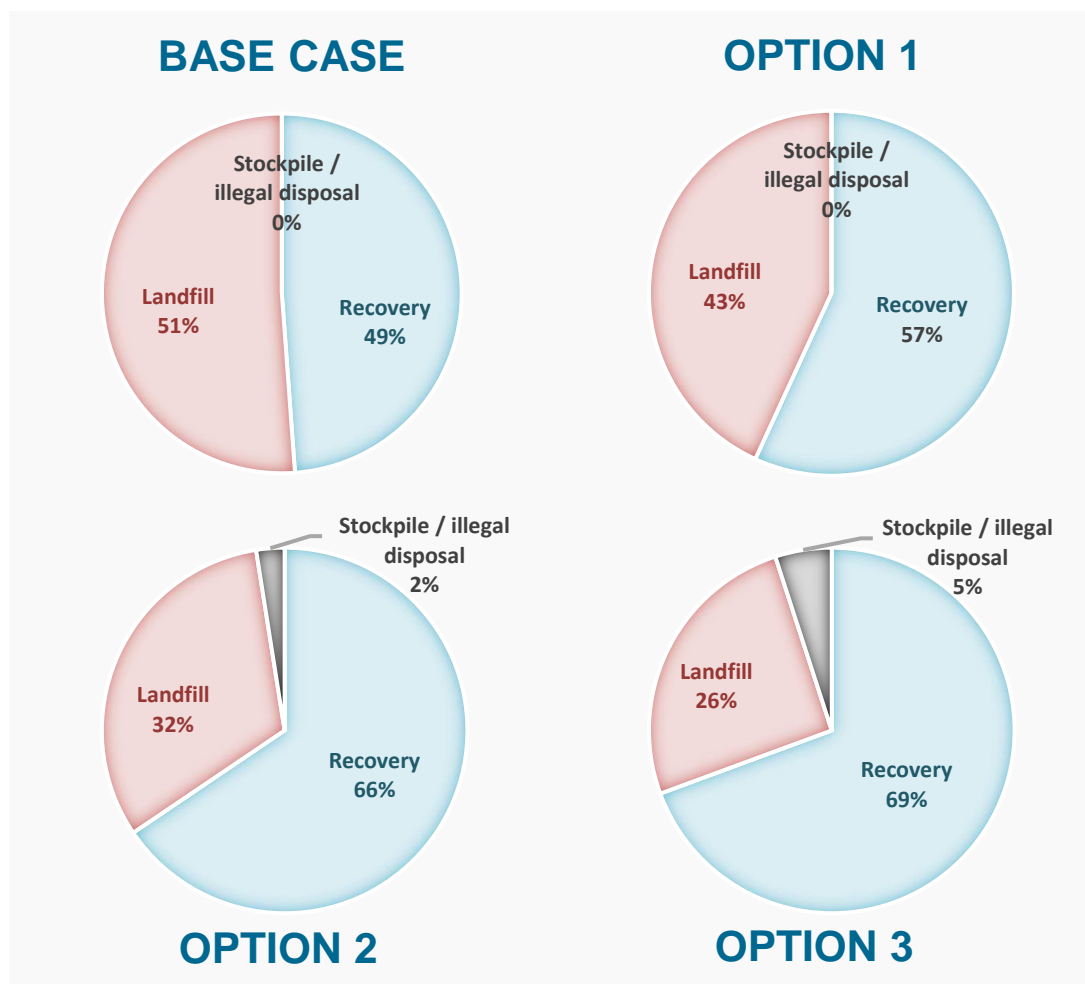 BASE CASE
Stockpile /
illegal disposal
0%
Landfill
51%
Recovery
49%
OPTION 1
Stockpile /
illegal disposal
0%
Landfill
43%
Recovery
57%
Stockpile / illegal
disposal
2%
Landfill
32%
Recovery
66%
OPTION 2
Stockpile / illegal
disposal
5%
Landfill
26%
Recovery
69%
OPTION 3